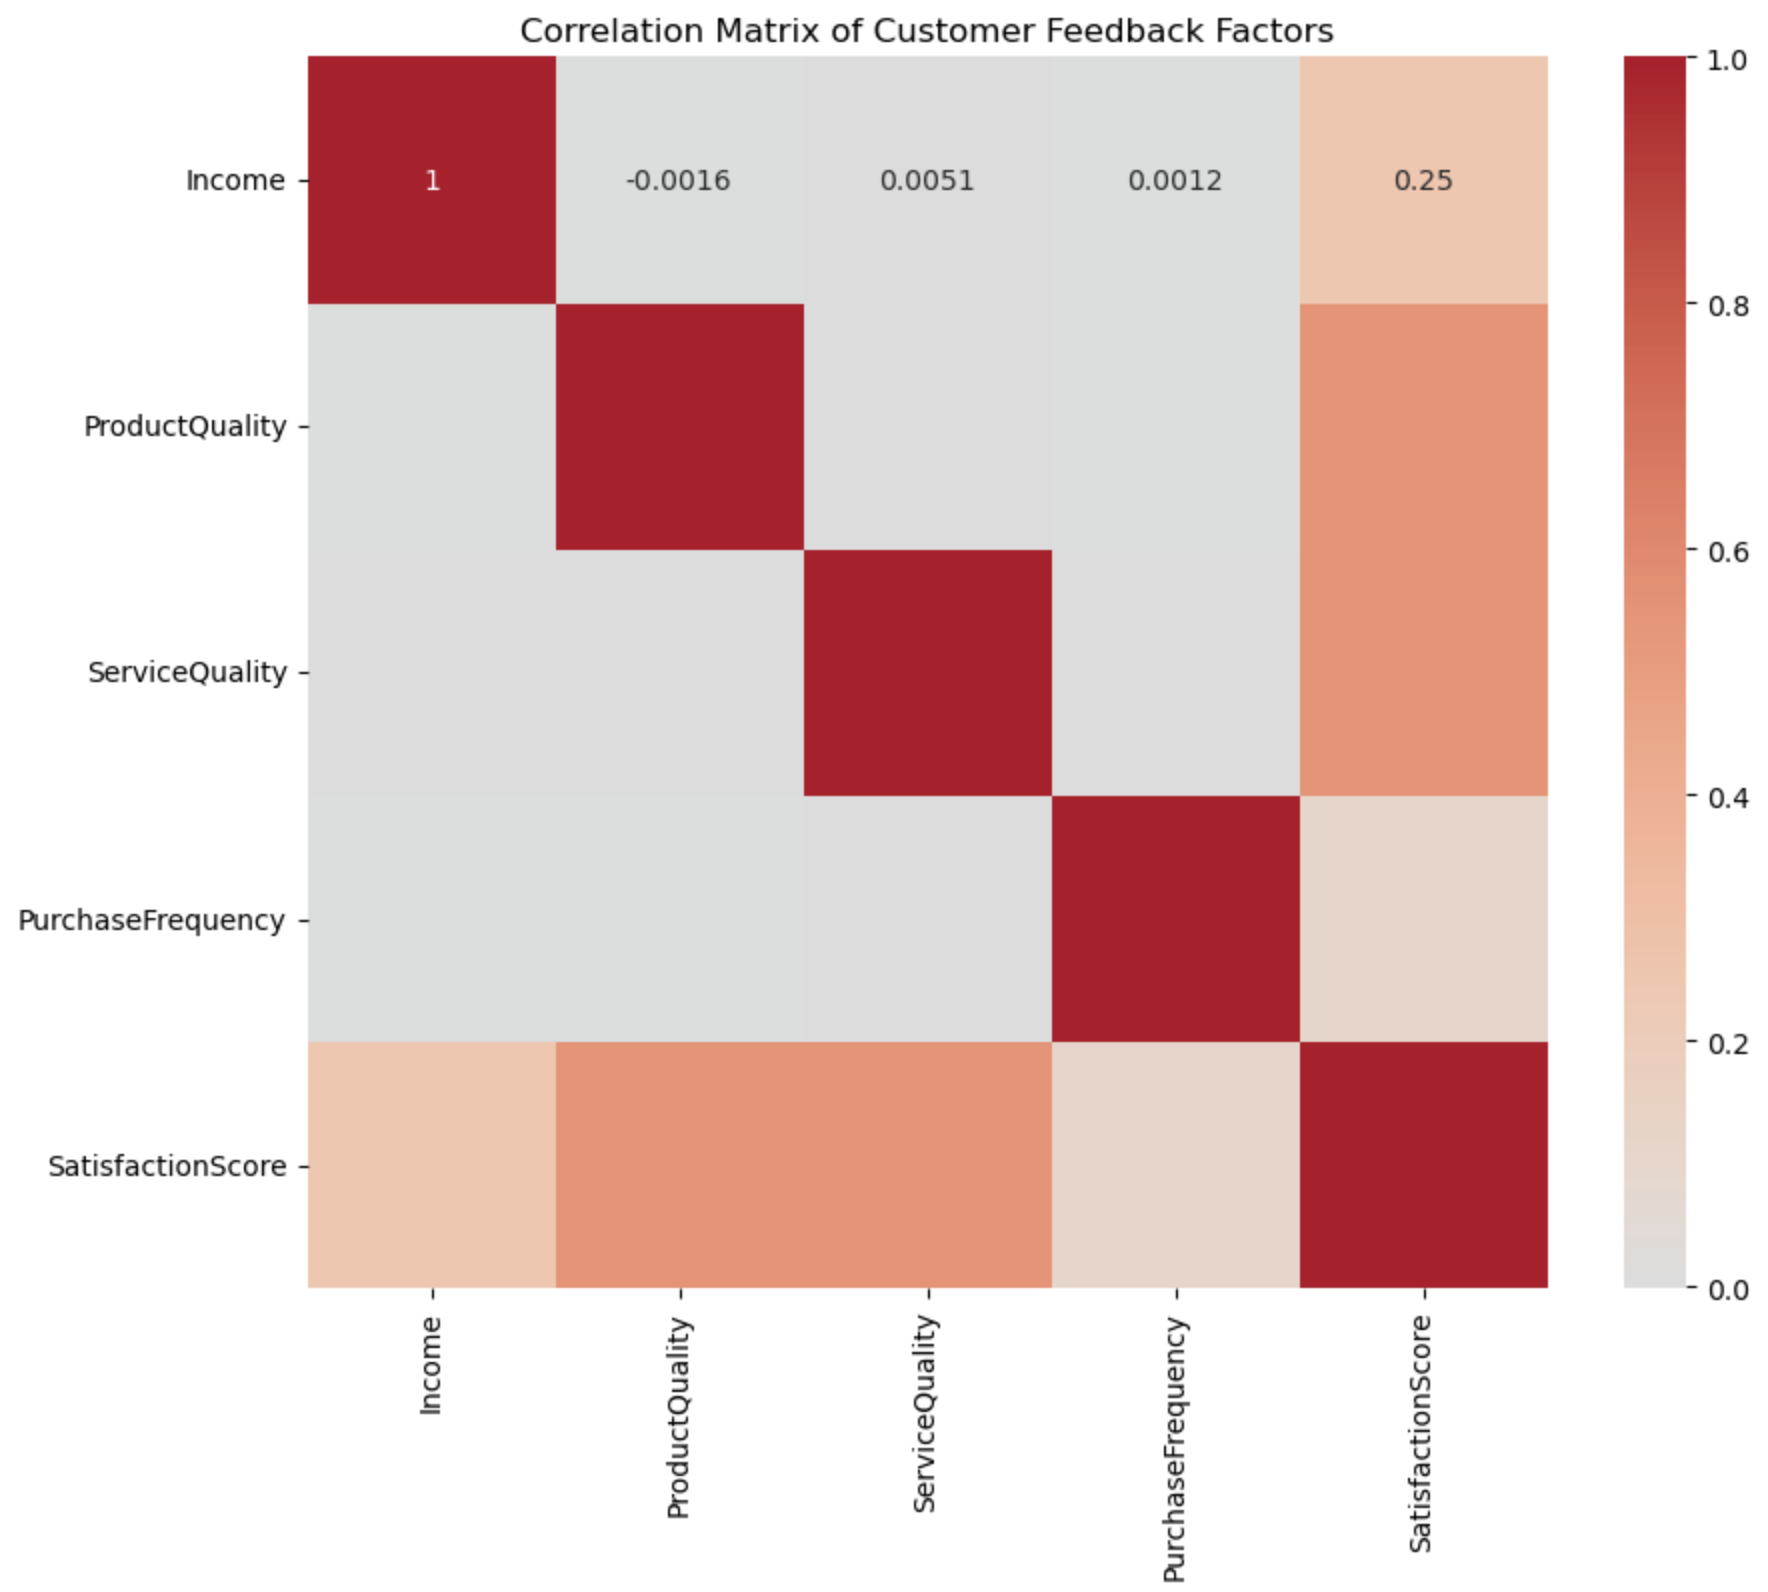 Correlation Matrix of Customer Feedback Factors
Income
1
-0.0016
0.0051
0.0012
0.25
ProductQuality
ServiceQuality
PurchaseFrequency
SatisfactionScore
Income
ProductQuality
ServiceQuality
PurchaseFrequency
SatisfactionScore
1.0
0.8
0.6
0.4
0.2
0.0